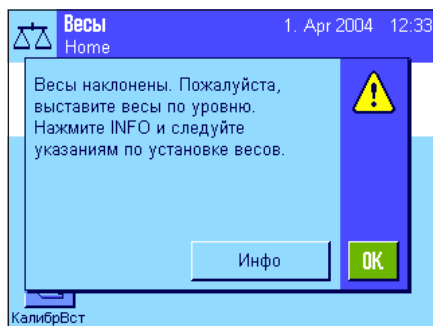 Весы
1. Apr 2004 12:33
Home
Весы наклонены. Пожалуйста,
выставите весы по уровню.
Нажмите INFO и следуйте
указаниям по установке весов.
Инфо
OK
КалибрВст